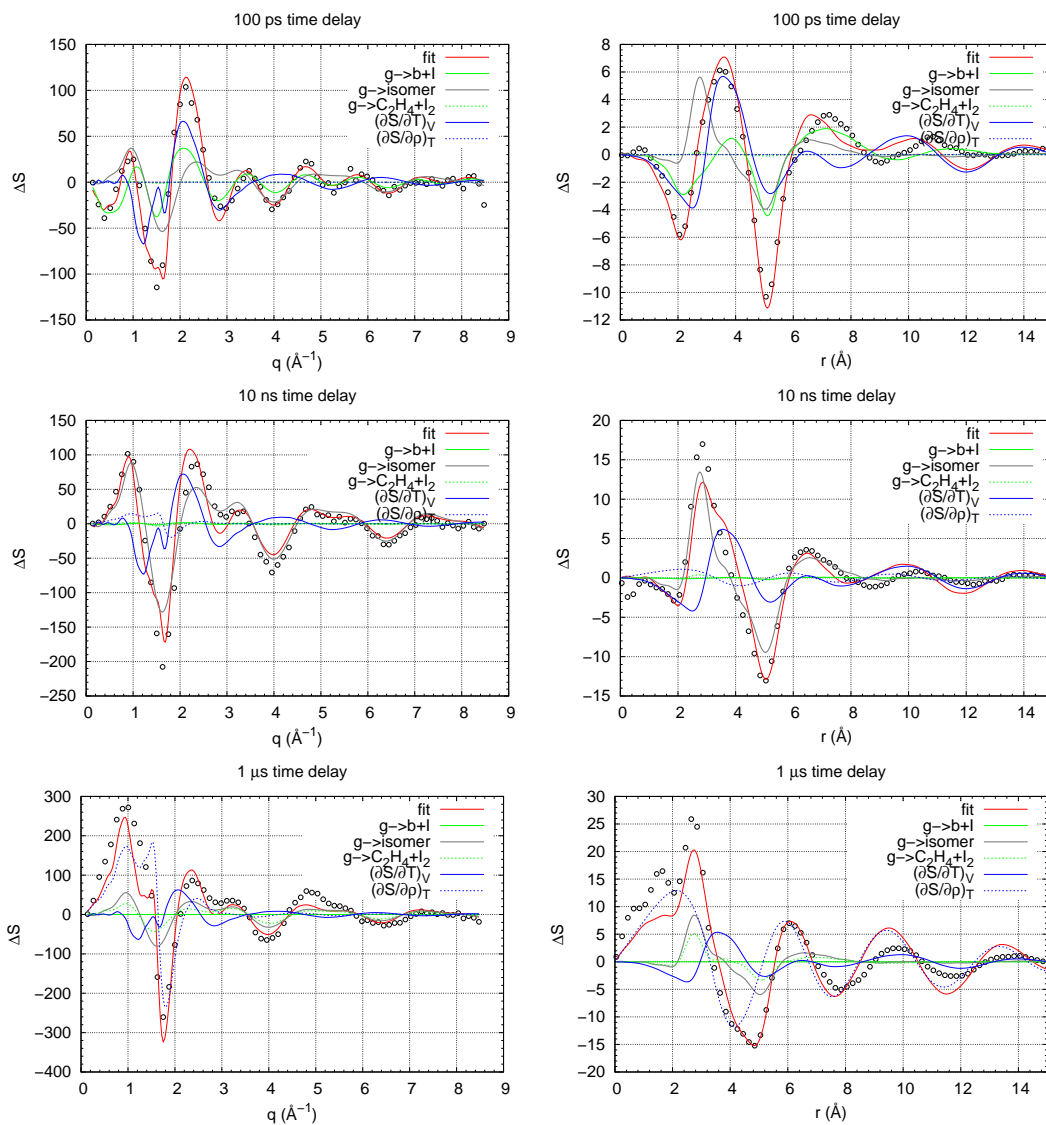 100 ps time delay
ΔS
150
100
50
0
−50
−100
−150
0 1 2 3 4 5 6 7 8 9
q (Å⁻¹)
fit
g−>b+I
g−>isomer
g−>C₂H₄+I₂
(∂S/∂T)V
(∂S/∂ρ)T
100 ps time delay
ΔS
8
6
4
2
0
−2
−4
−6
−8
−10
−12
0 2 4 6 8 10 12 14
r (Å)
fit
g−>b+I
g−>isomer
g−>C₂H₄+I₂
(∂S/∂T)V
(∂S/∂ρ)T
10 ns time delay
ΔS
150
100
50
0
−50
−100
−150
−200
−250
0 1 2 3 4 5 6 7 8 9
q (Å⁻¹)
fit
g−>b+I
g−>isomer
g−>C₂H₄+I₂
(∂S/∂T)V
(∂S/∂ρ)T
10 ns time delay
ΔS
20
15
10
5
0
−5
−10
−15
0 2 4 6 8 10 12 14
r (Å)
fit
g−>b+I
g−>isomer
g−>C₂H₄+I₂
(∂S/∂T)V
(∂S/∂ρ)T
1 μs time delay
ΔS
300
200
100
0
−100
−200
−300
−400
0 1 2 3 4 5 6 7 8 9
q (Å⁻¹)
fit
g−>b+I
g−>isomer
g−>C₂H₄+I₂
(∂S/∂T)V
(∂S/∂ρ)T
1 μs time delay
ΔS
30
25
20
15
10
5
0
−5
−10
−15
−20
0 2 4 6 8 10 12 14
r (Å)
fit
g−>b+I
g−>isomer
g−>C₂H₄+I₂
(∂S/∂T)V
(∂S/∂ρ)T